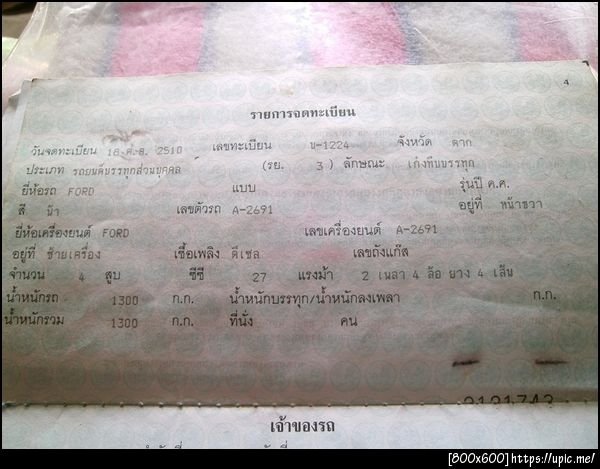 4
รายการจดทะเบียน
วันจดทะเบียน 18 ต.ค. 2510 เลขทะเบียน บ-1224 จังหวัด ตาก
ประเภท รถยนต์บรรทุกส่วนบุคคล (รย. 3 ) ลักษณะ เก๋งทึบบรรทุก
ยี่ห้อรถ FORD แบบ รุ่นปี ค.ศ.
สี ฟ้า เลขตัวรถ A-2691 อยู่ที่ หน้าขวา
ยี่ห้อเครื่องยนต์ FORD เลขเครื่องยนต์ A-2691
อยู่ที่ ซ้ายเครื่อง เชื้อเพลิง ดีเซล เลขถังแก๊ส
จำนวน 4 สูบ ซีซี 27 แรงม้า 2 เพลา 4 ล้อ ยาง 4 เส้น
น้ำหนักรถ 1300 ก.ก. น้ำหนักบรรทุก/น้ำหนักลงเพลา ก.ก.
น้ำหนักรวม 1300 ก.ก. ที่นั่ง คน
เจ้าของรถ
[800x600]https://upic.me/